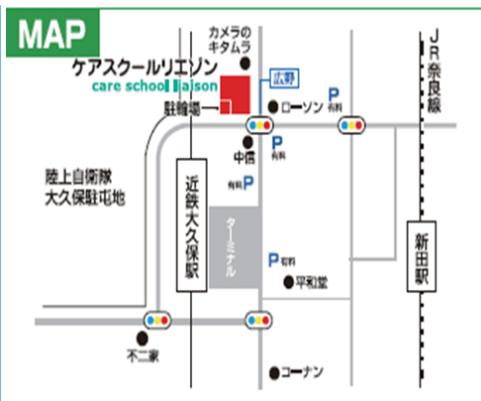 MAP
カメラの
キタムラ
ケアスクールリエゾン
care school liaison
駐輪場
広野
P
有料
ローソン
JR奈良線
中信
P
有料
有料P
陸上自衛隊
大久保駐屯地
近鉄大久保駅
ターミナル
P有料
平和堂
新田駅
不二家
コーナン